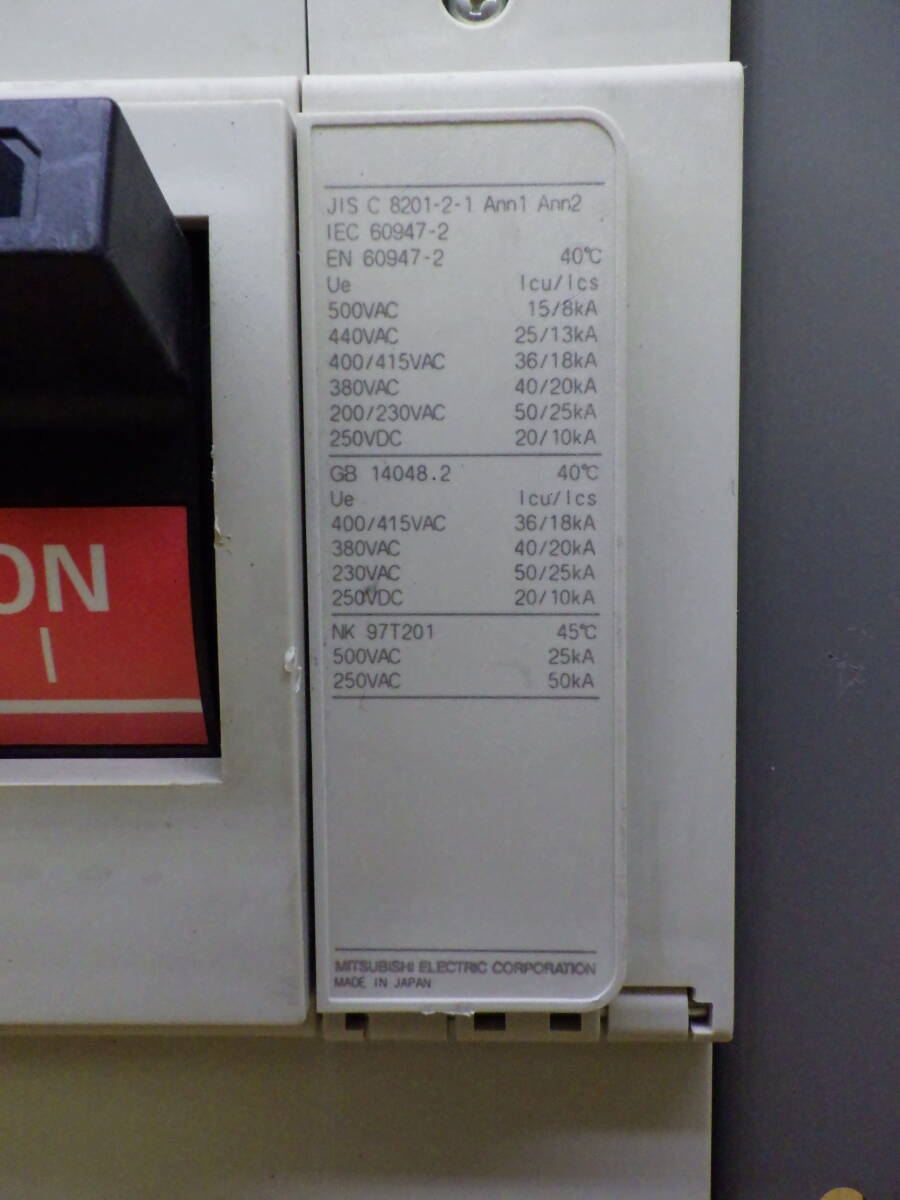 JIS C 8201-2-1 Ann1 Ann2
IEC 60947-2
EN 60947-2 40℃
Ue Icu/Ics
500VAC 15/8kA
440VAC 25/13kA
400/415VAC 36/18kA
380VAC 40/20kA
200/230VAC 50/25kA
250VDC 20/10kA
GB 14048.2 40℃
Ue Icu/Ics
400/415VAC 36/18kA
380VAC 40/20kA
230VAC 50/25kA
250VDC 20/10kA
NK 97T201 45℃
500VAC 25kA
250VAC 50kA
MITSUBISHI ELECTRIC CORPORATION
MADE IN JAPAN
ON
I